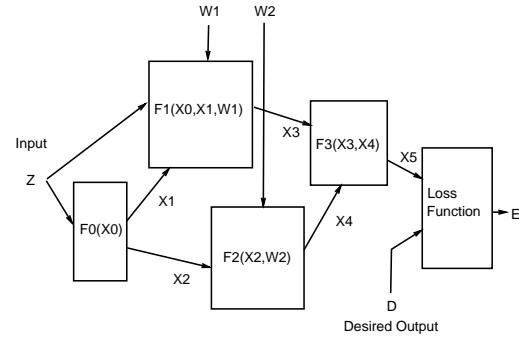 W1 W2
F1(X0,X1,W1)
X3
F3(X3,X4)
Input
Z
X5
X1
Loss
Function
E
F0(X0)
X4
F2(X2,W2)
X2
D
Desired Output